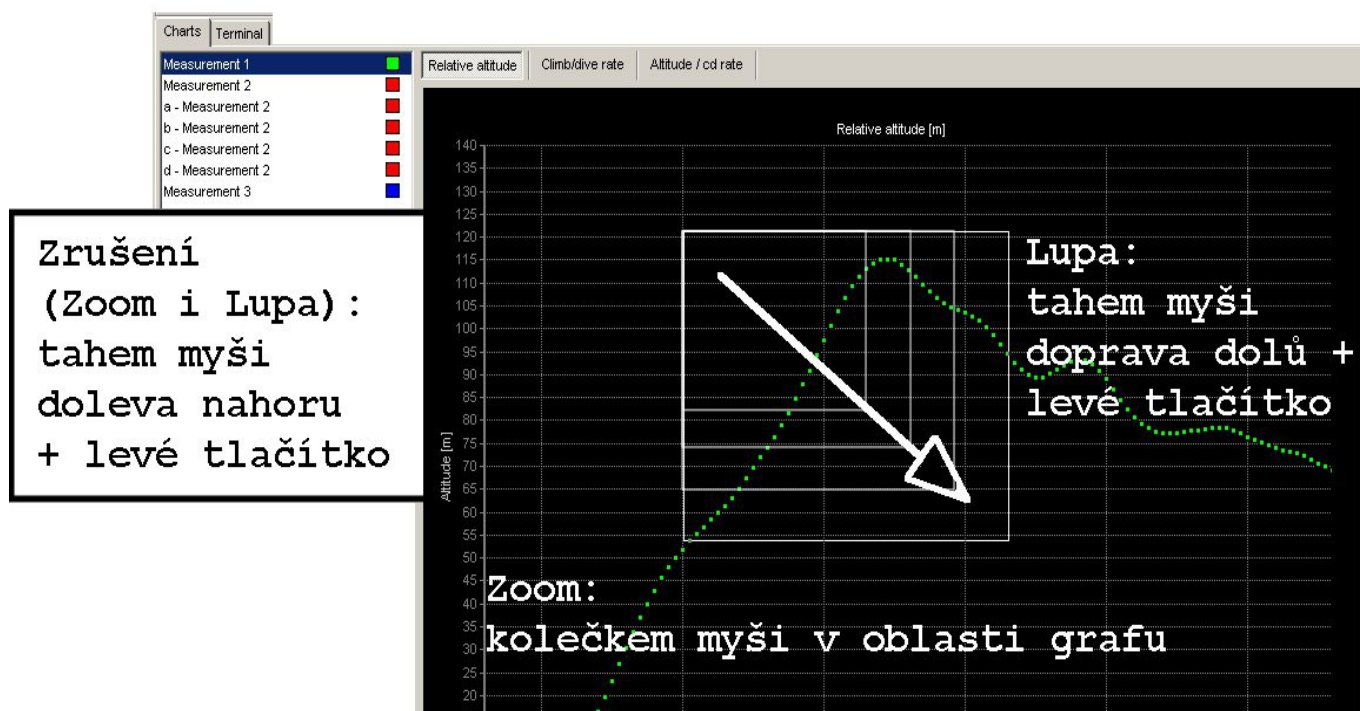 Charts Terminal
Measurement 1
Measurement 2
a - Measurement 2
b - Measurement 2
c - Measurement 2
d - Measurement 2
Measurement 3
Relative altitude Climb/dive rate Altitude / cd rate
Relative altitude [m]
140
135
130
125
120
115
110
105
100
95
90
85
80
75
70
65
60
55
50
45
40
35
30
25
20
Altitude [m]
Zrušení
(Zoom i Lupa):
tahem myši
doleva nahoru
+ levé tlačítko
Lupa:
tahem myši
doprava dolů +
levé tlačítko
Zoom:
kolečkem myši v oblasti grafu